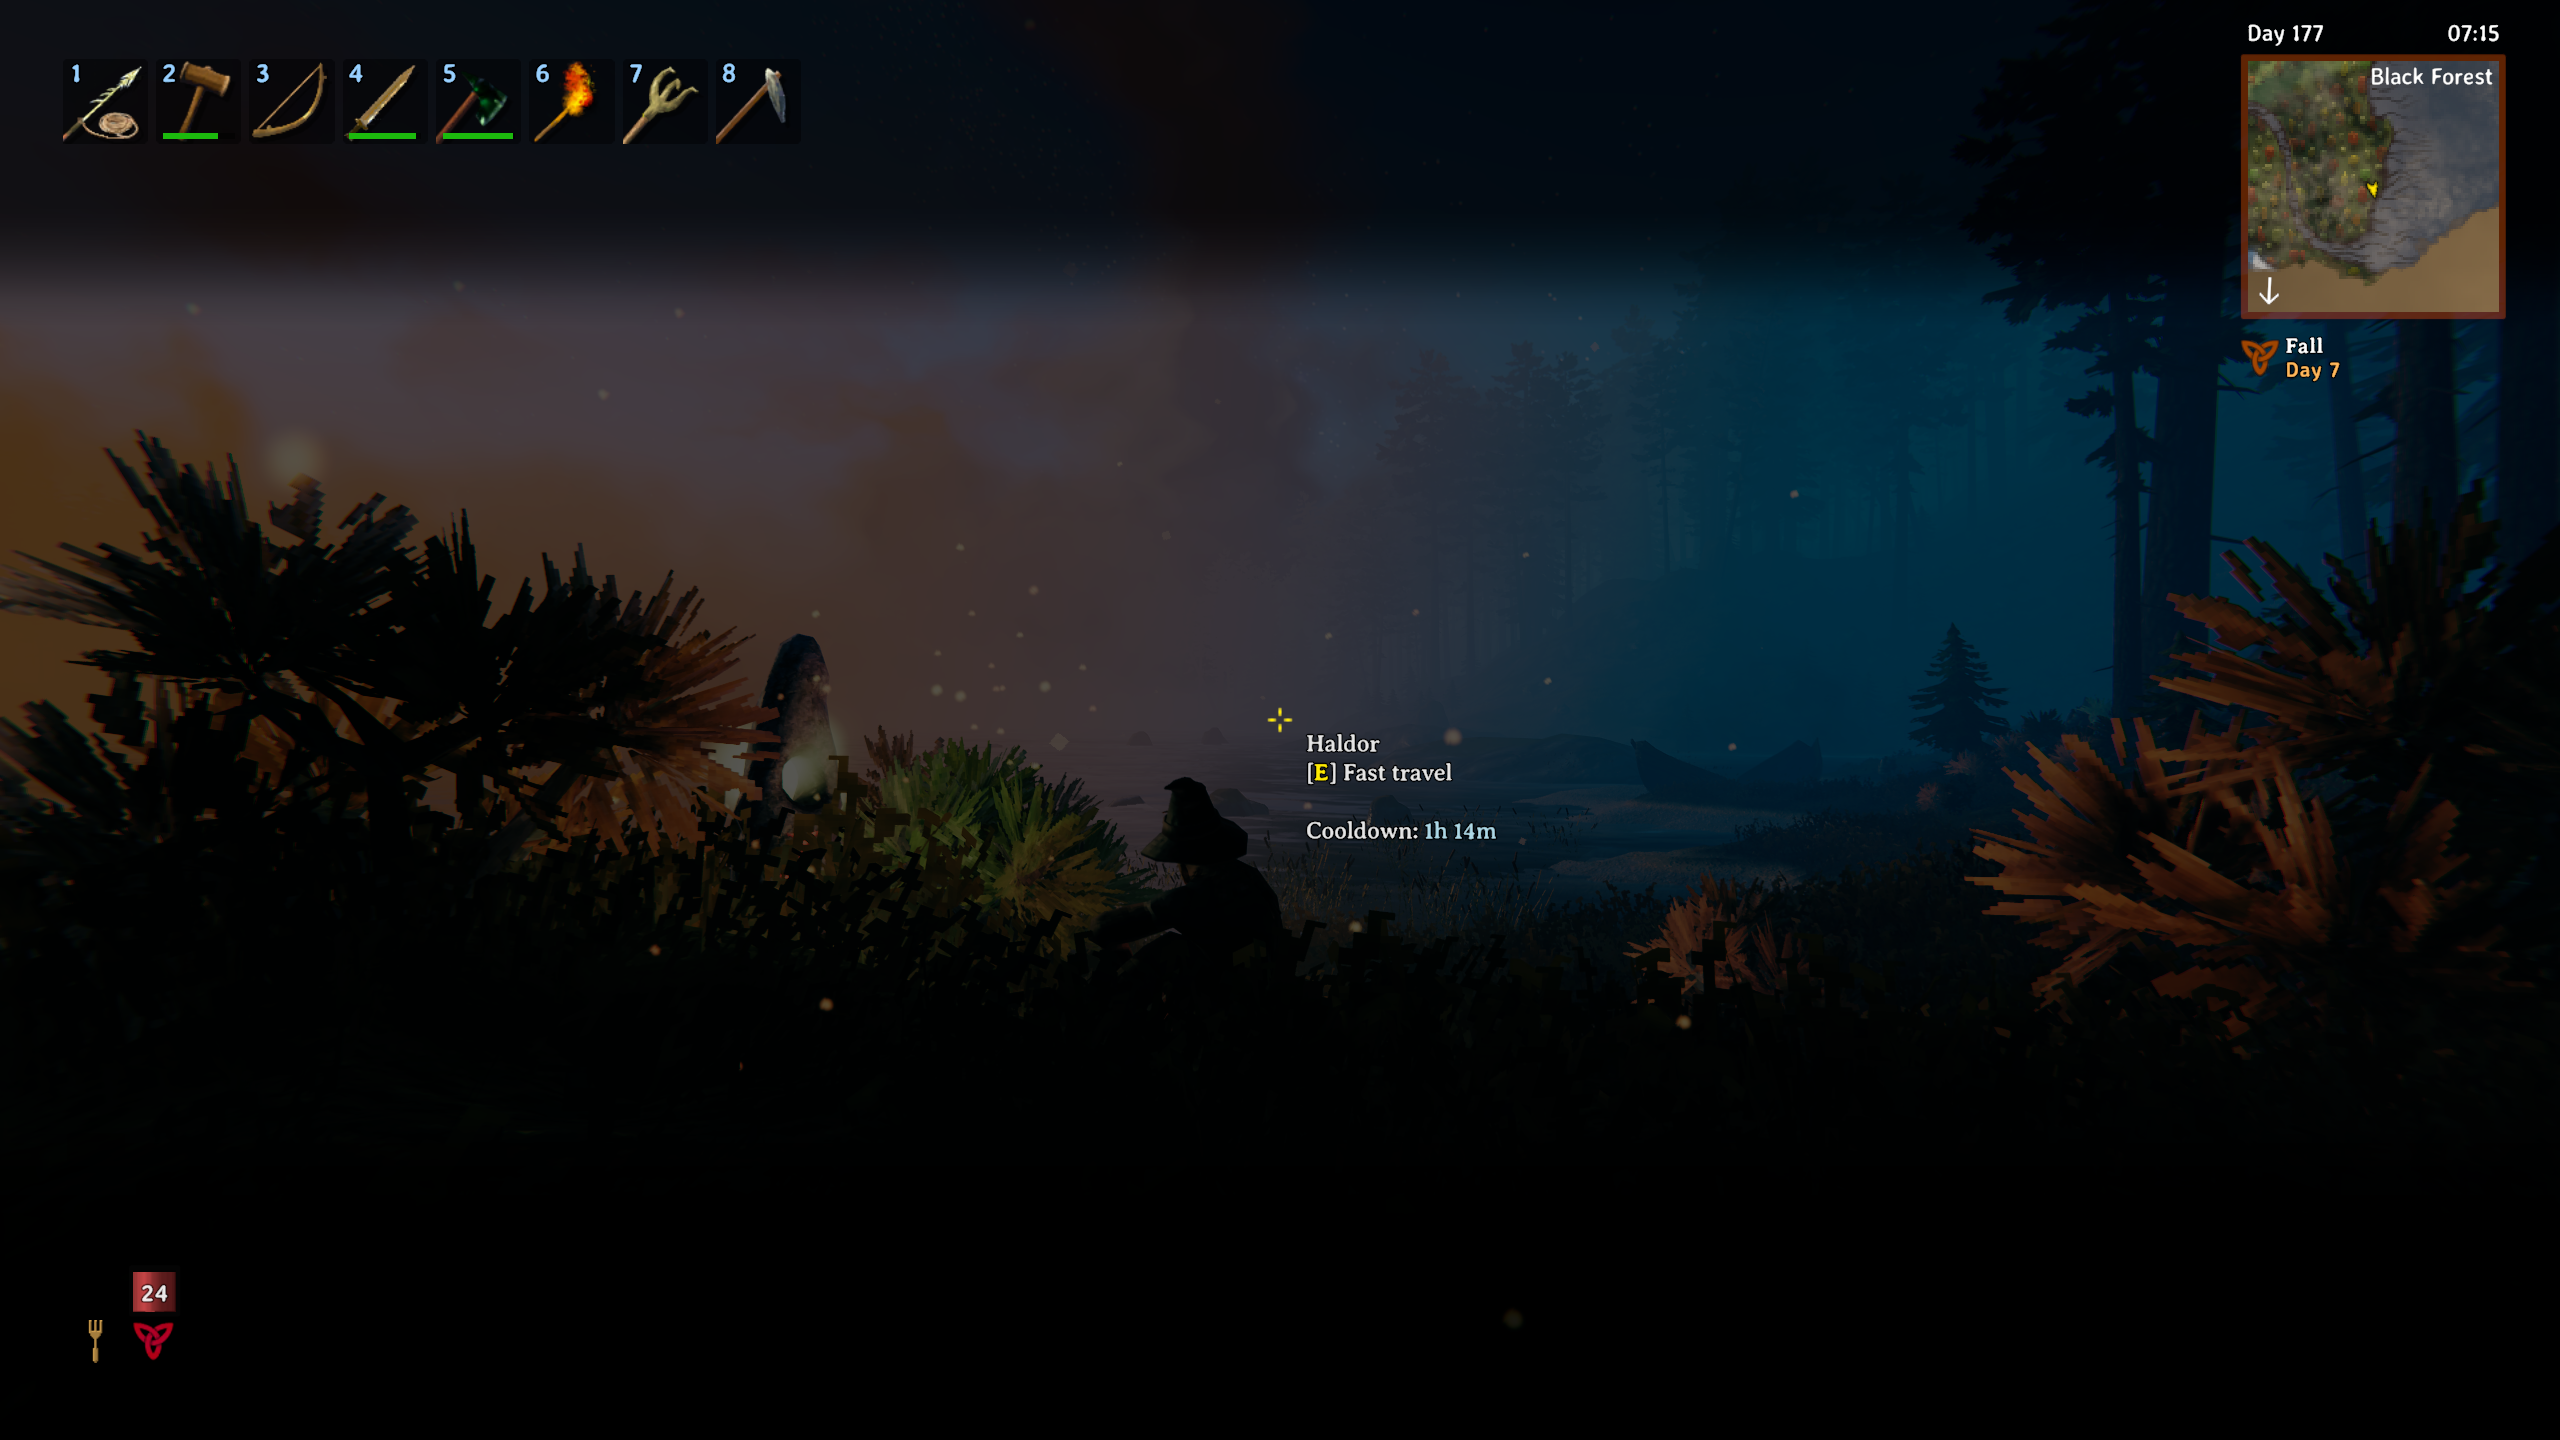 1 2 3 4 5 6 7 8
Day 177 07:15
Black Forest
Fall
Day 7
Haldor
[E] Fast travel
Cooldown: 1h 14m
24